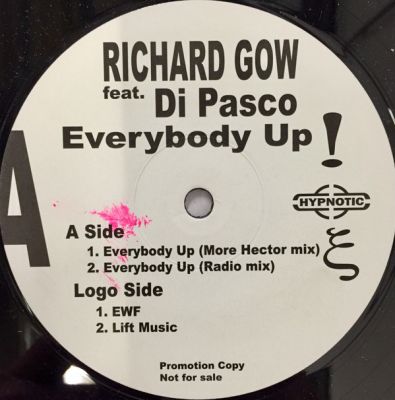 RICHARD GOW
feat. Di Pasco
Everybody Up!
HYPNOTIC
A
A Side
1. Everybody Up (More Hector mix)
2. Everybody Up (Radio mix)
Logo Side
1. EWF
2. Lift Music
Promotion Copy
Not for sale